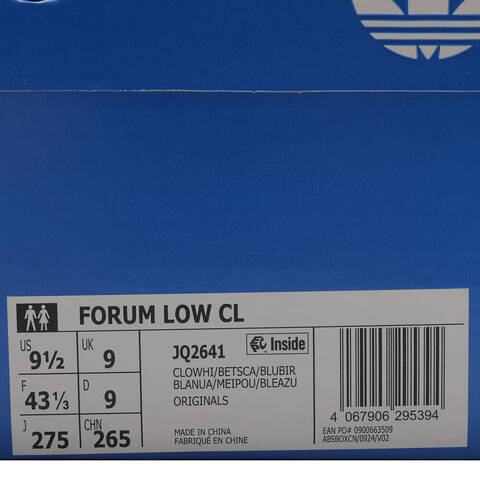 FORUM LOW CL
US 9½ UK 9
F 43⅓ D 9
J 275 CHN 265
JQ2641 Inside
CLOWHI/BETSCA/BLUBIR
BLANUA/MEIPOU/BLEAZU
ORIGINALS
MADE IN CHINA
FABRIQUÉ EN CHINE
4 067906 295394
EAN PO# 0900663509
ABSBOXCN/0924/V02